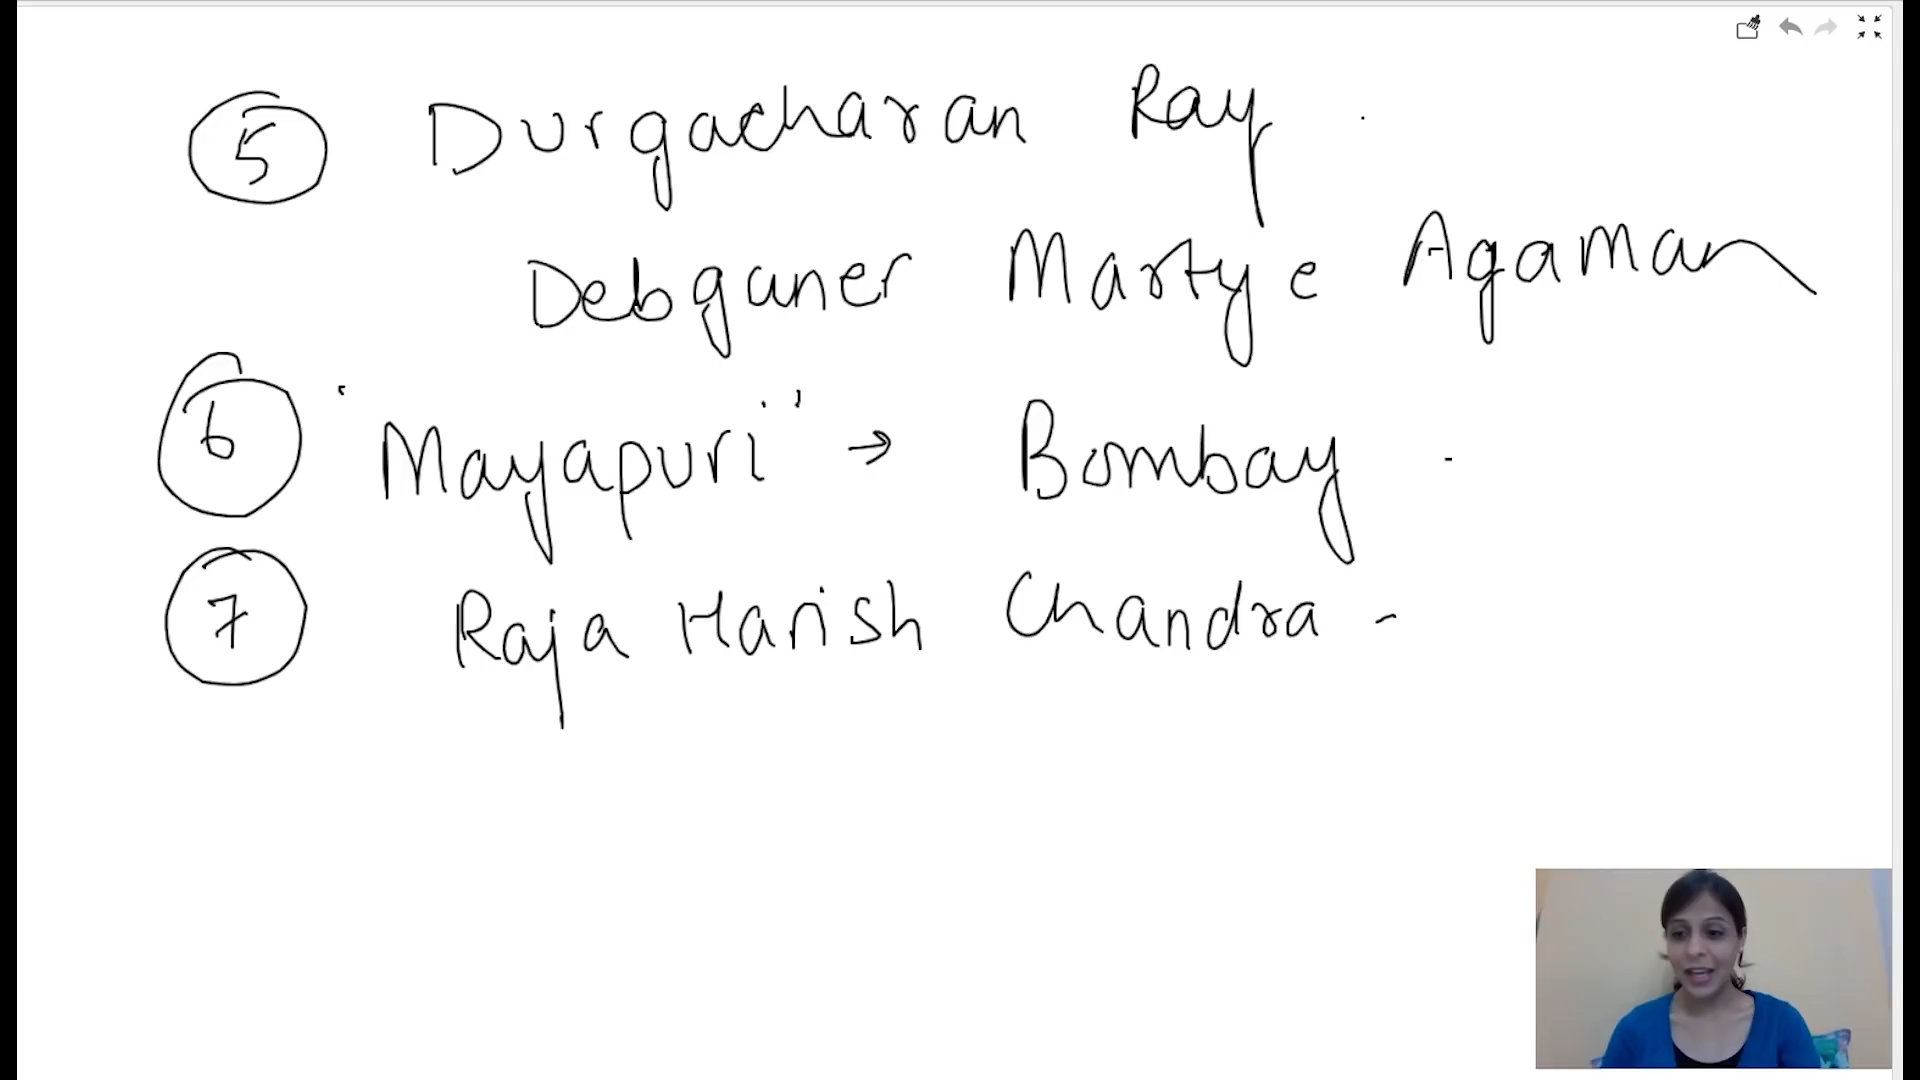 5 Durgacharan Ray .
Debganer Martye Agaman
6 'Mayapuri' → Bombay .
7 Raja Harish Chandra -